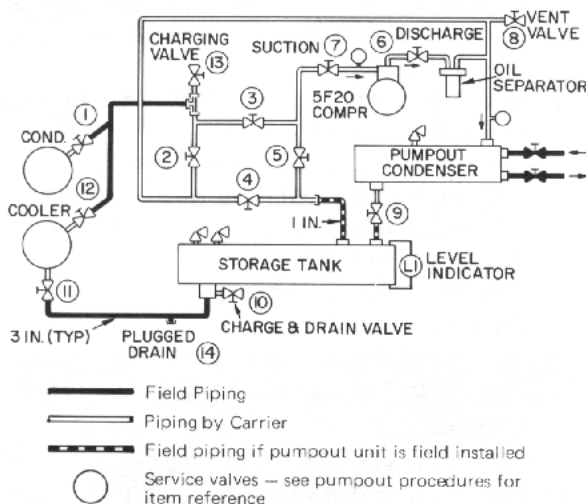 CHARGING
VALVE
13
SUCTION
7
6
DISCHARGE
VENT
8
VALVE
OIL
SEPARATOR
3
5F20
COMPR
1
COND.
2
5
PUMPOUT
CONDENSER
12
COOLER
4
1 IN.
9
STORAGE TANK
LI
LEVEL
INDICATOR
11
10
3 IN. (TYP)
PLUGGED
DRAIN
14
CHARGE & DRAIN VALVE
Field Piping
Piping by Carrier
Field piping if pumpout unit is field installed
Service valves — see pumpout procedures for
item reference